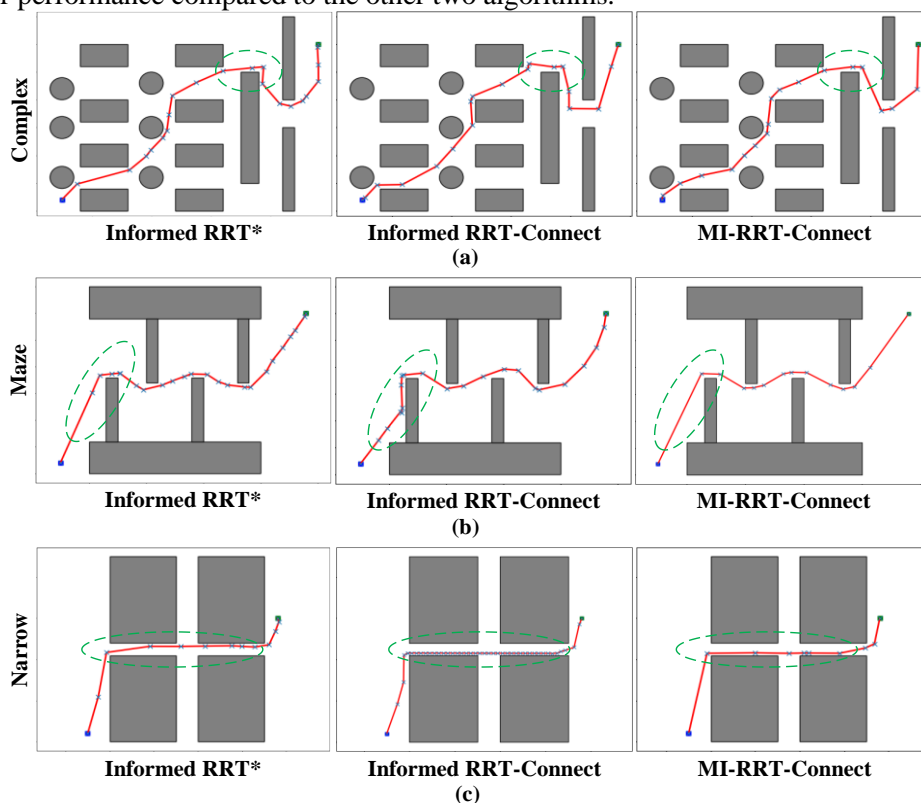 performance compared to the other two algorithms.
Complex
Informed RRT*
Informed RRT-Connect
MI-RRT-Connect
(a)
Maze
Informed RRT*
Informed RRT-Connect
MI-RRT-Connect
(b)
Narrow
Informed RRT*
Informed RRT-Connect
MI-RRT-Connect
(c)